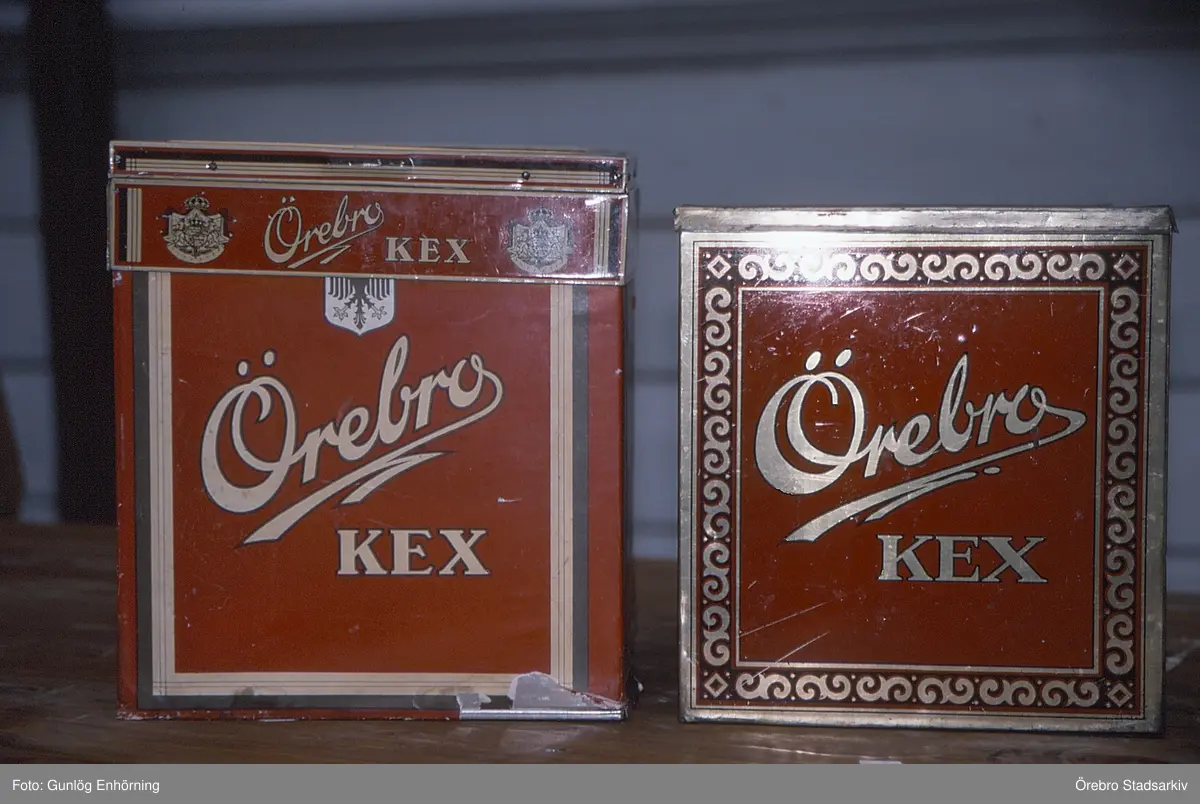 Örebro KEX
Örebro
KEX
Örebro
KEX
Foto: Gunlög Enhörning
Örebro Stadsarkiv